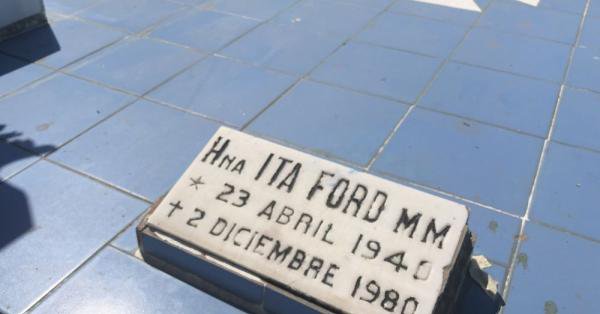 Hna ITA FORD MM
* 23 ABRIL 1940
✝ 2 DICIEMBRE 1980